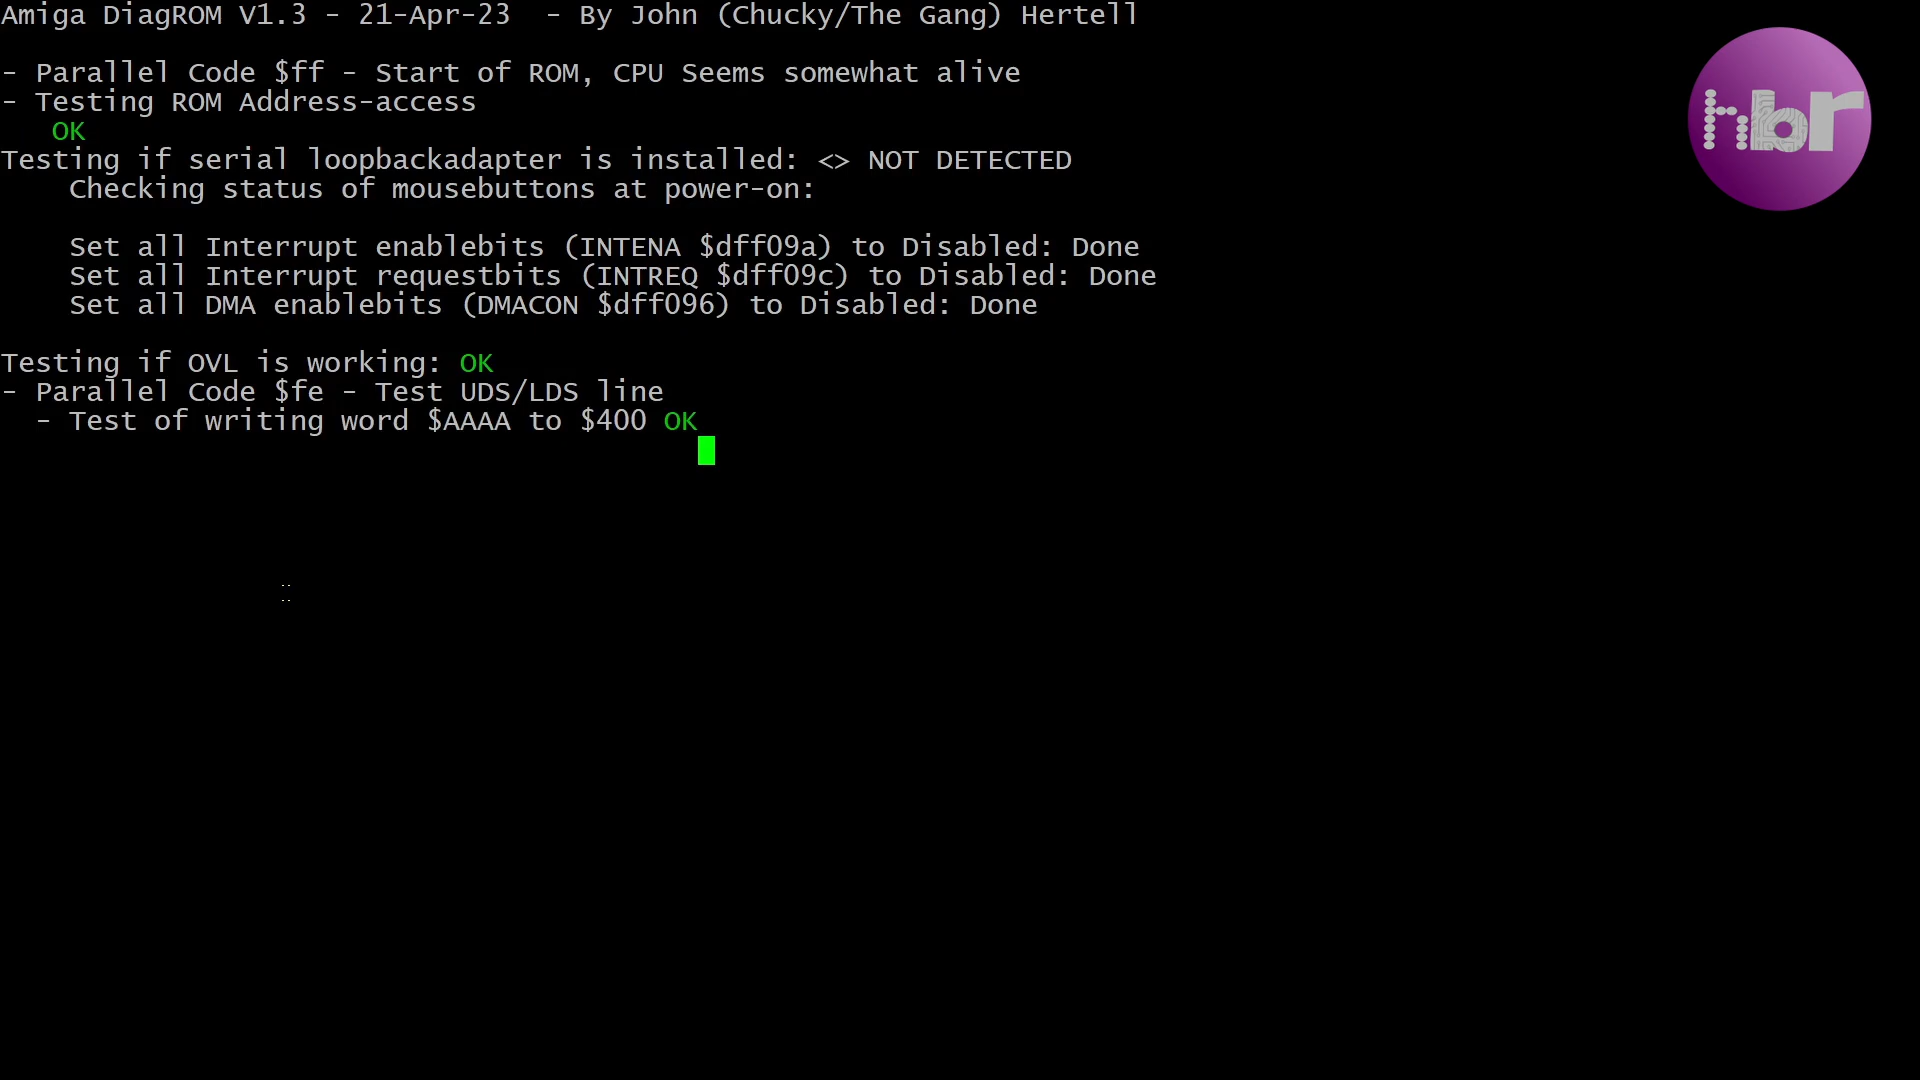 Amiga DiagROM V1.3 - 21-Apr-23  - By John (Chucky/The Gang) Hertell
- Parallel Code $ff - Start of ROM, CPU Seems somewhat alive
- Testing ROM Address-access
OK
Testing if serial loopbackadapter is installed: <> NOT DETECTED
Checking status of mousebuttons at power-on:
Set all Interrupt enablebits (INTENA $dff09a) to Disabled: Done
Set all Interrupt requestbits (INTREQ $dff09c) to Disabled: Done
Set all DMA enablebits (DMACON $dff096) to Disabled: Done
Testing if OVL is working: OK
- Parallel Code $fe - Test UDS/LDS line
- Test of writing word $AAAA to $400 OK
hbr